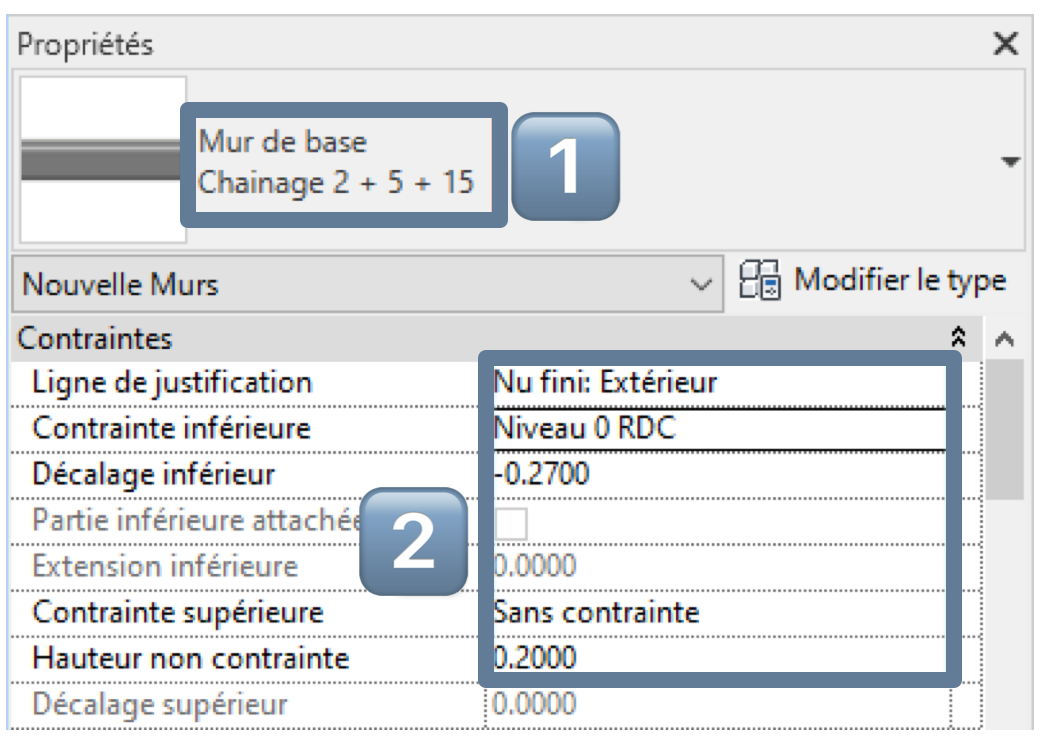 Propriétés
Mur de base
Chainage 2 + 5 + 15
1
Nouvelle Murs
Modifier le type
Contraintes
Ligne de justification Nu fini: Extérieur
Contrainte inférieure Niveau 0 RDC
Décalage inférieur -0.2700
Partie inférieure attachée
2
Extension inférieure 0.0000
Contrainte supérieure Sans contrainte
Hauteur non contrainte 0.2000
Décalage supérieur 0.0000